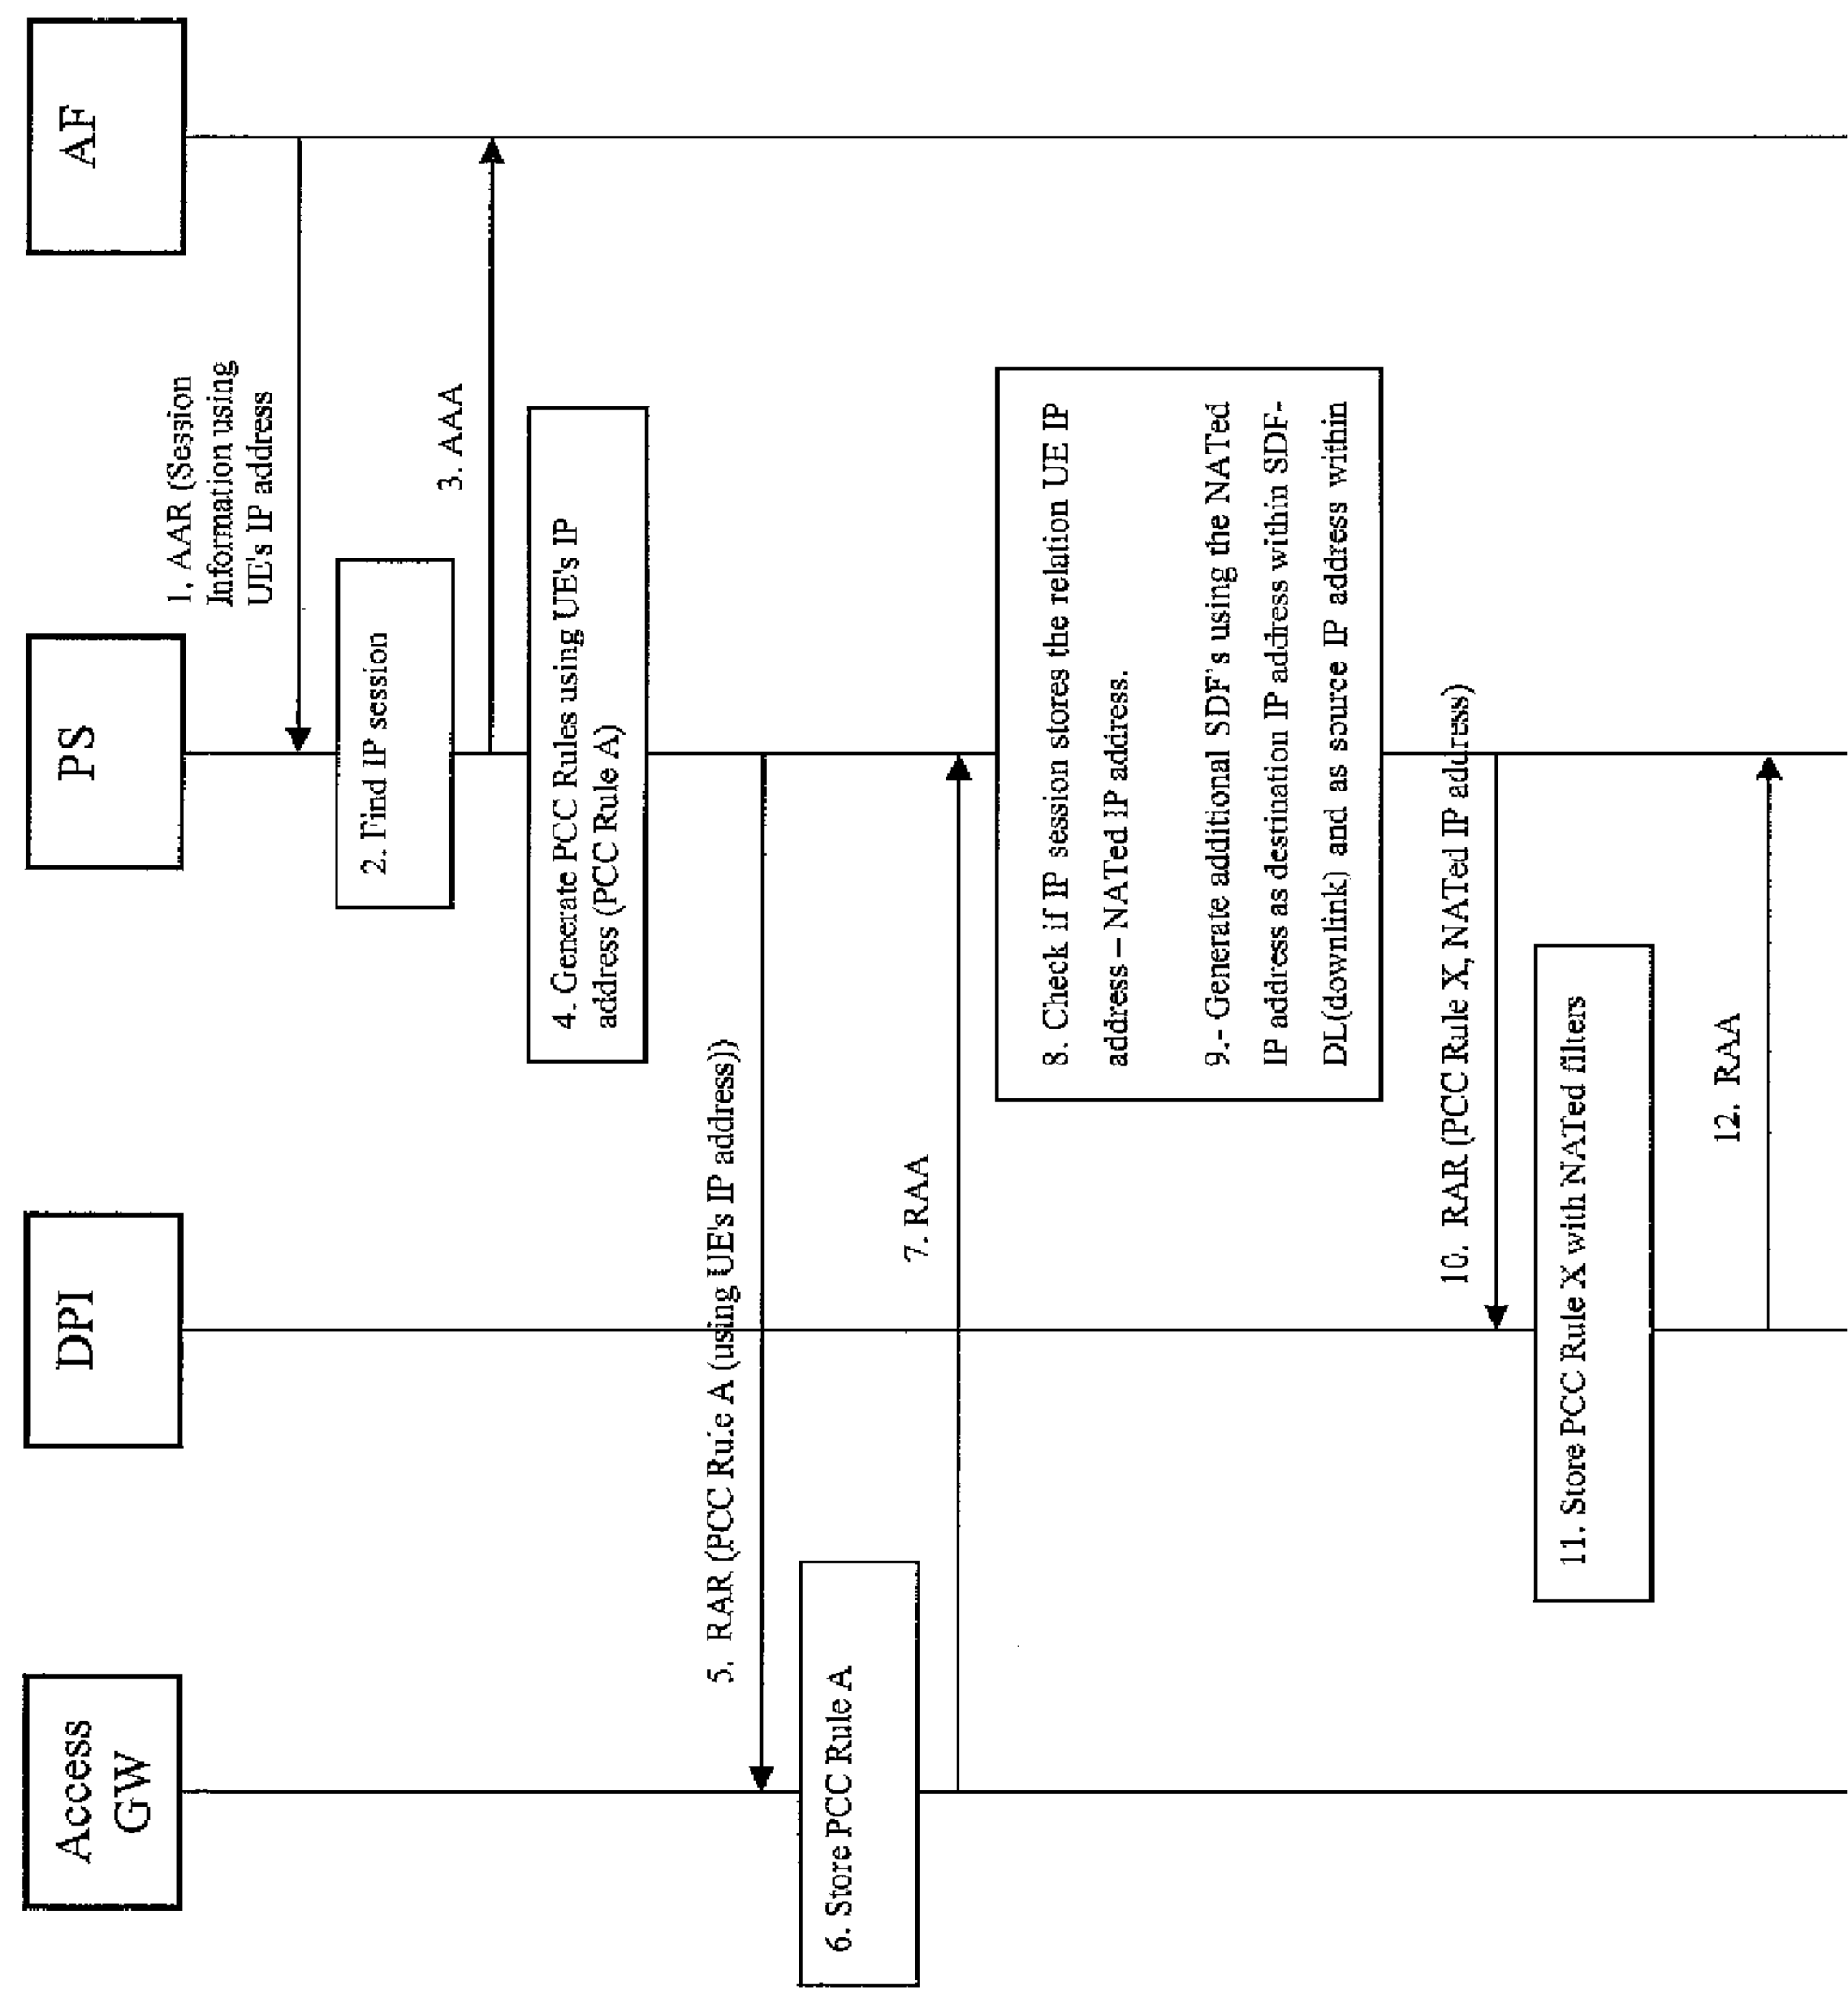 Access
GW
DPI
PS
AF
1. AAR (Session
Information using
UE's IP address
2. Find IP session
3. AAA
4. Generate PCC Rules using UE's IP
address (PCC Rule A)
5. RAR (PCC Rule A (using UE's IP address))
6. Store PCC Rule A
7. RAA
8. Check if IP session stores the relation UE IP
address – NATed IP address.
9.- Generate additional SDF's using the NATed
IP address as destination IP address within SDF-
DL(downlink) and as source IP address within
10. RAR (PCC Rule X, NATed IP address)
11. Store PCC Rule X with NATed filters
12. RAA